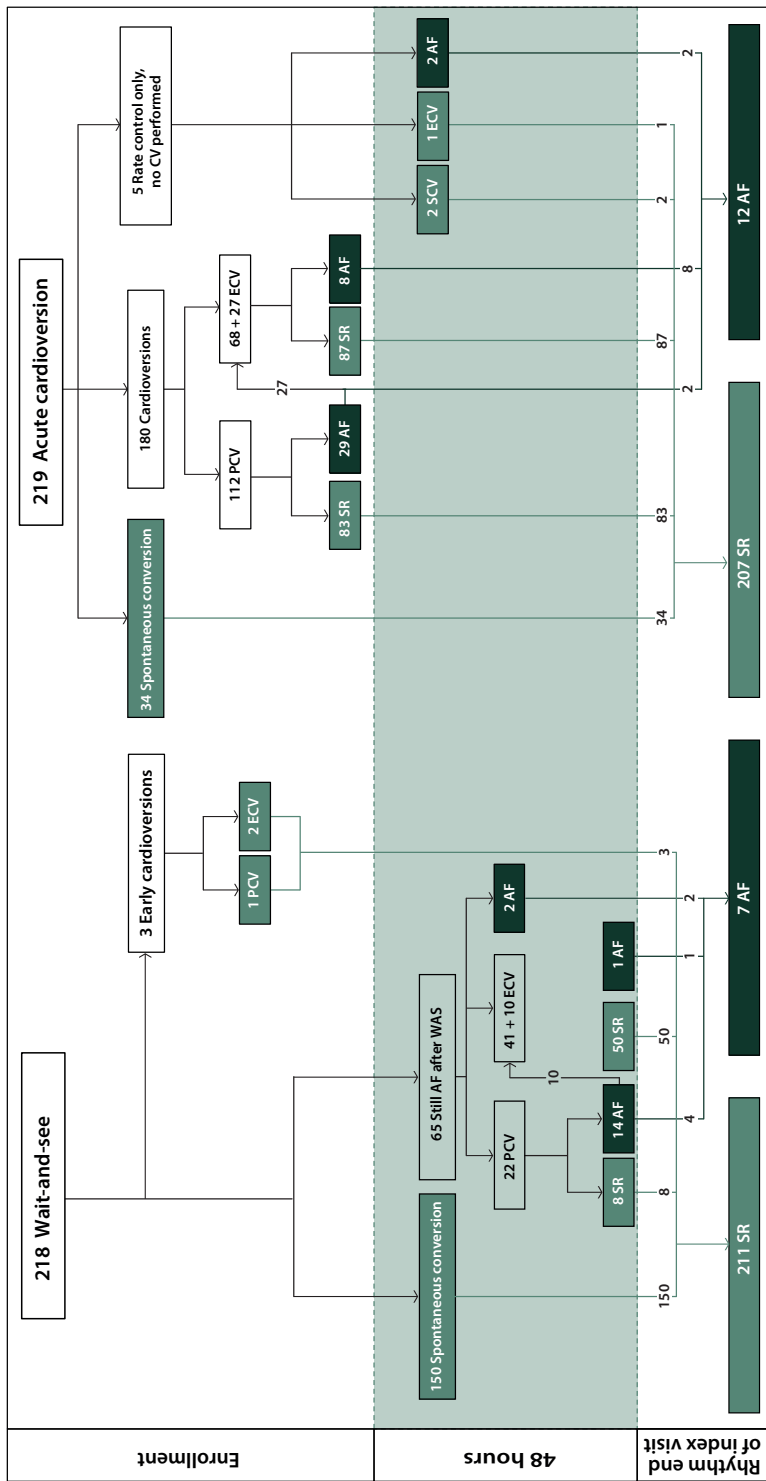 Enrollment
48 hours
Rhythm end
of index visit
218 Wait-and-see
3 Early cardioversions
1 PCV
2 ECV
150 Spontaneous conversion
65 Still AF after WAS
22 PCV
41 + 10 ECV
2 AF
10
8 SR
14 AF
50 SR
1 AF
150
8
4
50
1
2
3
211 SR
7 AF
219 Acute cardioversion
34 Spontaneous conversion
180 Cardioversions
5 Rate control only,
no CV performed
112 PCV
68 + 27 ECV
27
83 SR
29 AF
87 SR
8 AF
2 SCV
1 ECV
2 AF
34
83
2
87
8
2
1
2
207 SR
12 AF